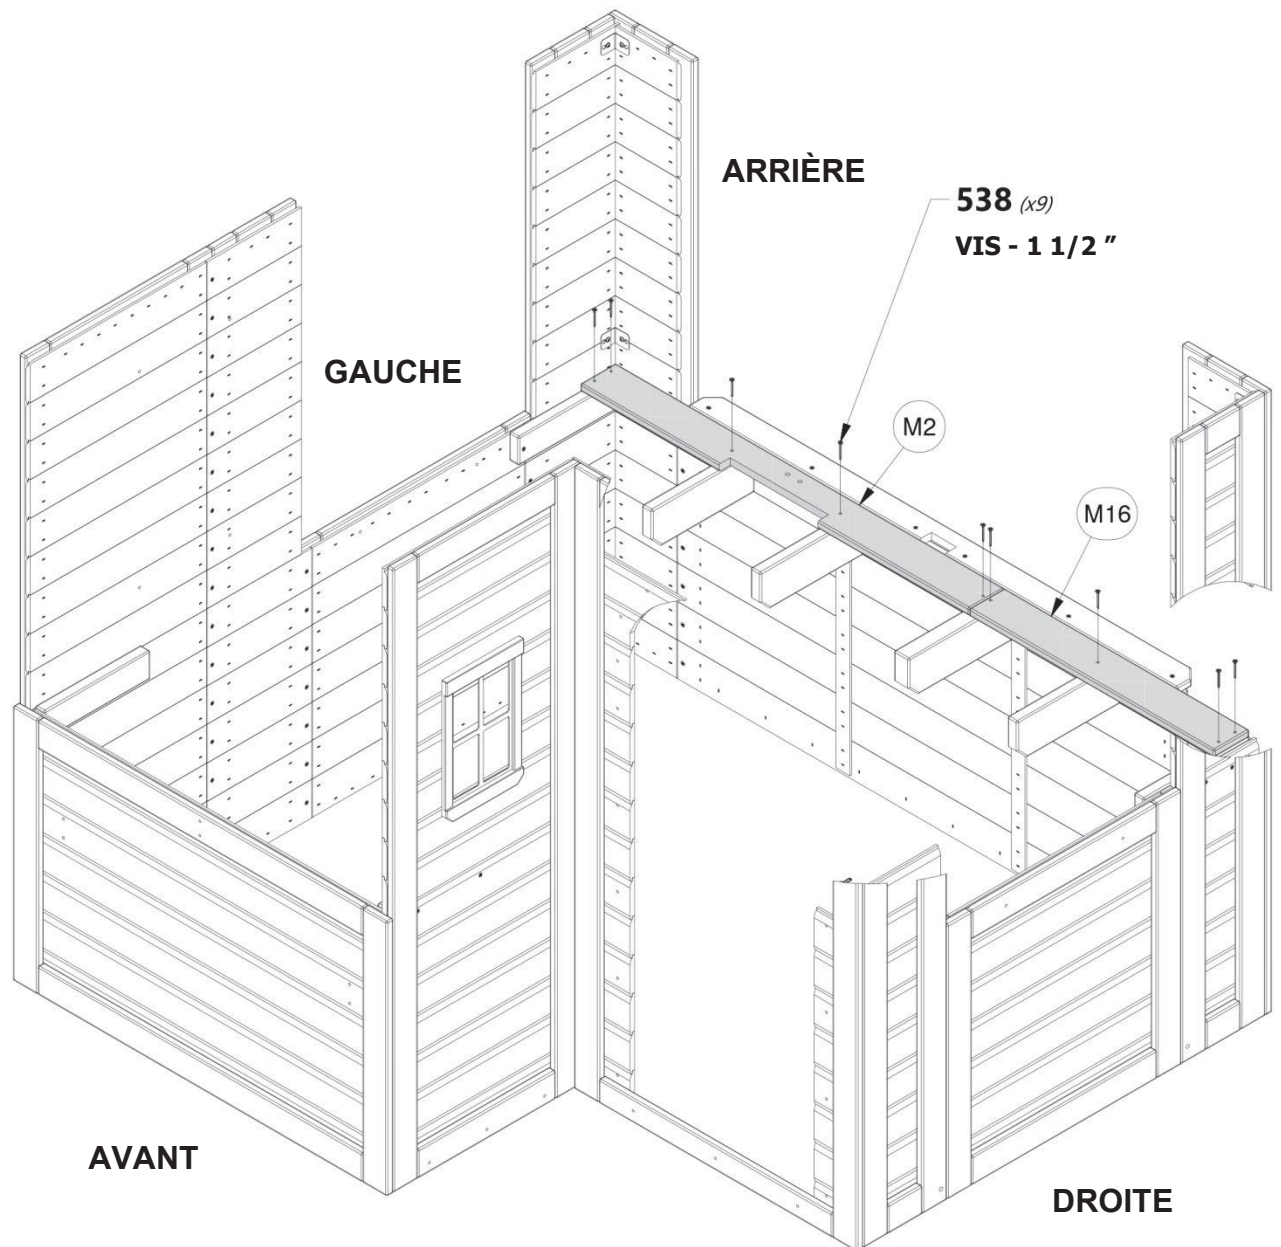 ARRIÈRE
538 (x9)
VIS - 1 1/2 ”
GAUCHE
M2
M16
AVANT
DROITE